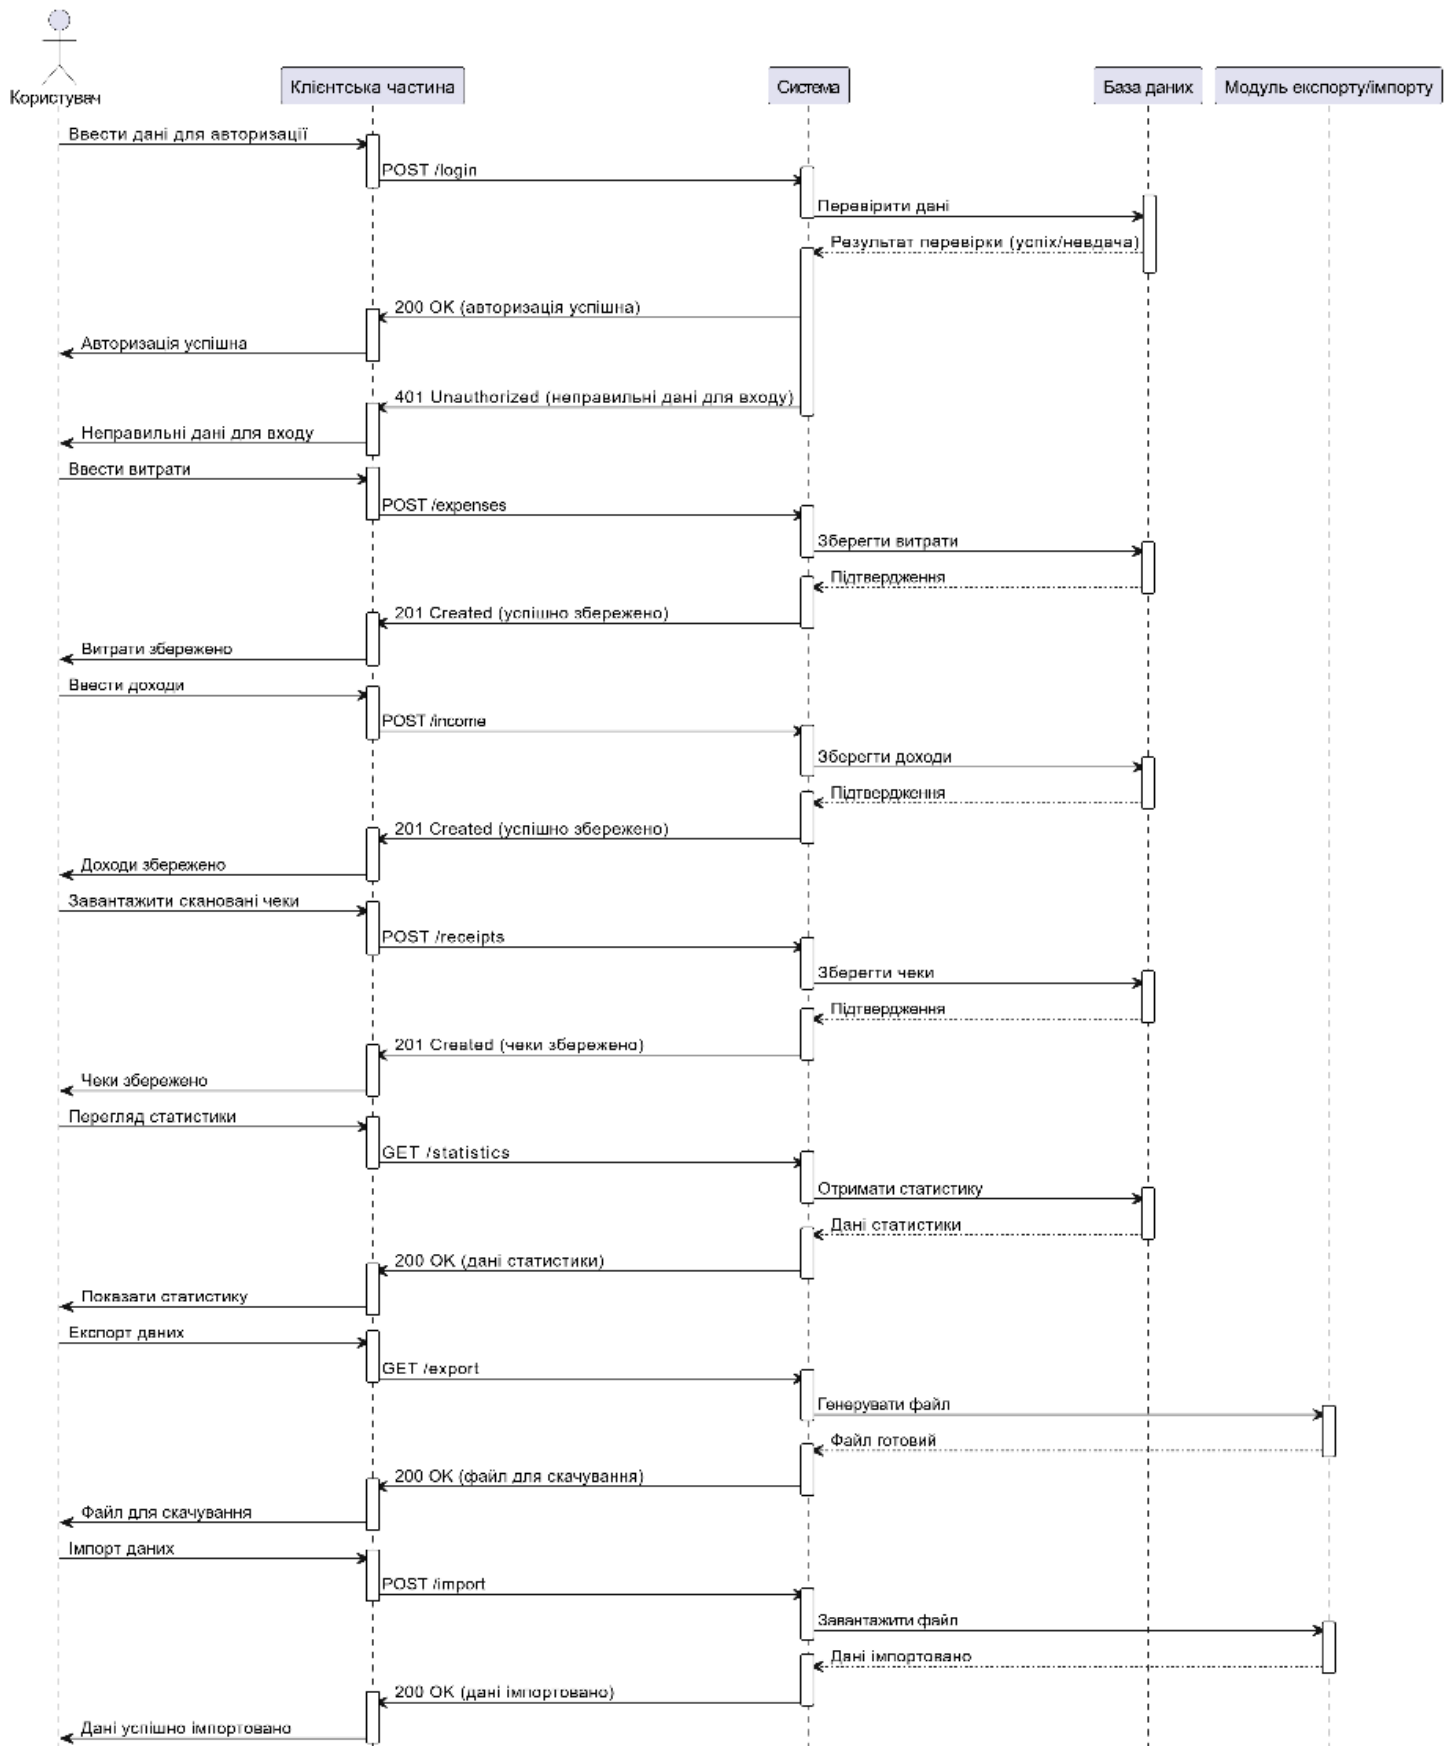 Користувач
Клієнтська частина
Система
База даних
Модуль експорту/імпорту
Ввести дані для авторизації
POST /login
Перевірити дані
Результат перевірки (успіх/невдача)
200 OK (авторизація успішна)
Авторизація успішна
401 Unauthorized (неправильні дані для входу)
Неправильні дані для входу
Ввести витрати
POST /expenses
Зберегти витрати
Підтвердження
201 Created (успішно збережено)
Витрати збережено
Ввести доходи
POST /income
Зберегти доходи
Підтвердження
201 Created (успішно збережено)
Доходи збережено
Завантажити скановані чеки
POST /receipts
Зберегти чеки
Підтвердження
201 Created (чеки збережено)
Чеки збережено
Перегляд статистики
GET /statistics
Отримати статистику
Дані статистики
200 OK (дані статистики)
Показати статистику
Експорт даних
GET /export
Генерувати файл
Файл готовий
200 OK (файл для скачування)
Файл для скачування
Імпорт даних
POST /import
Завантажити файл
Дані імпортовано
200 OK (дані імпортовано)
Дані успішно імпортовано